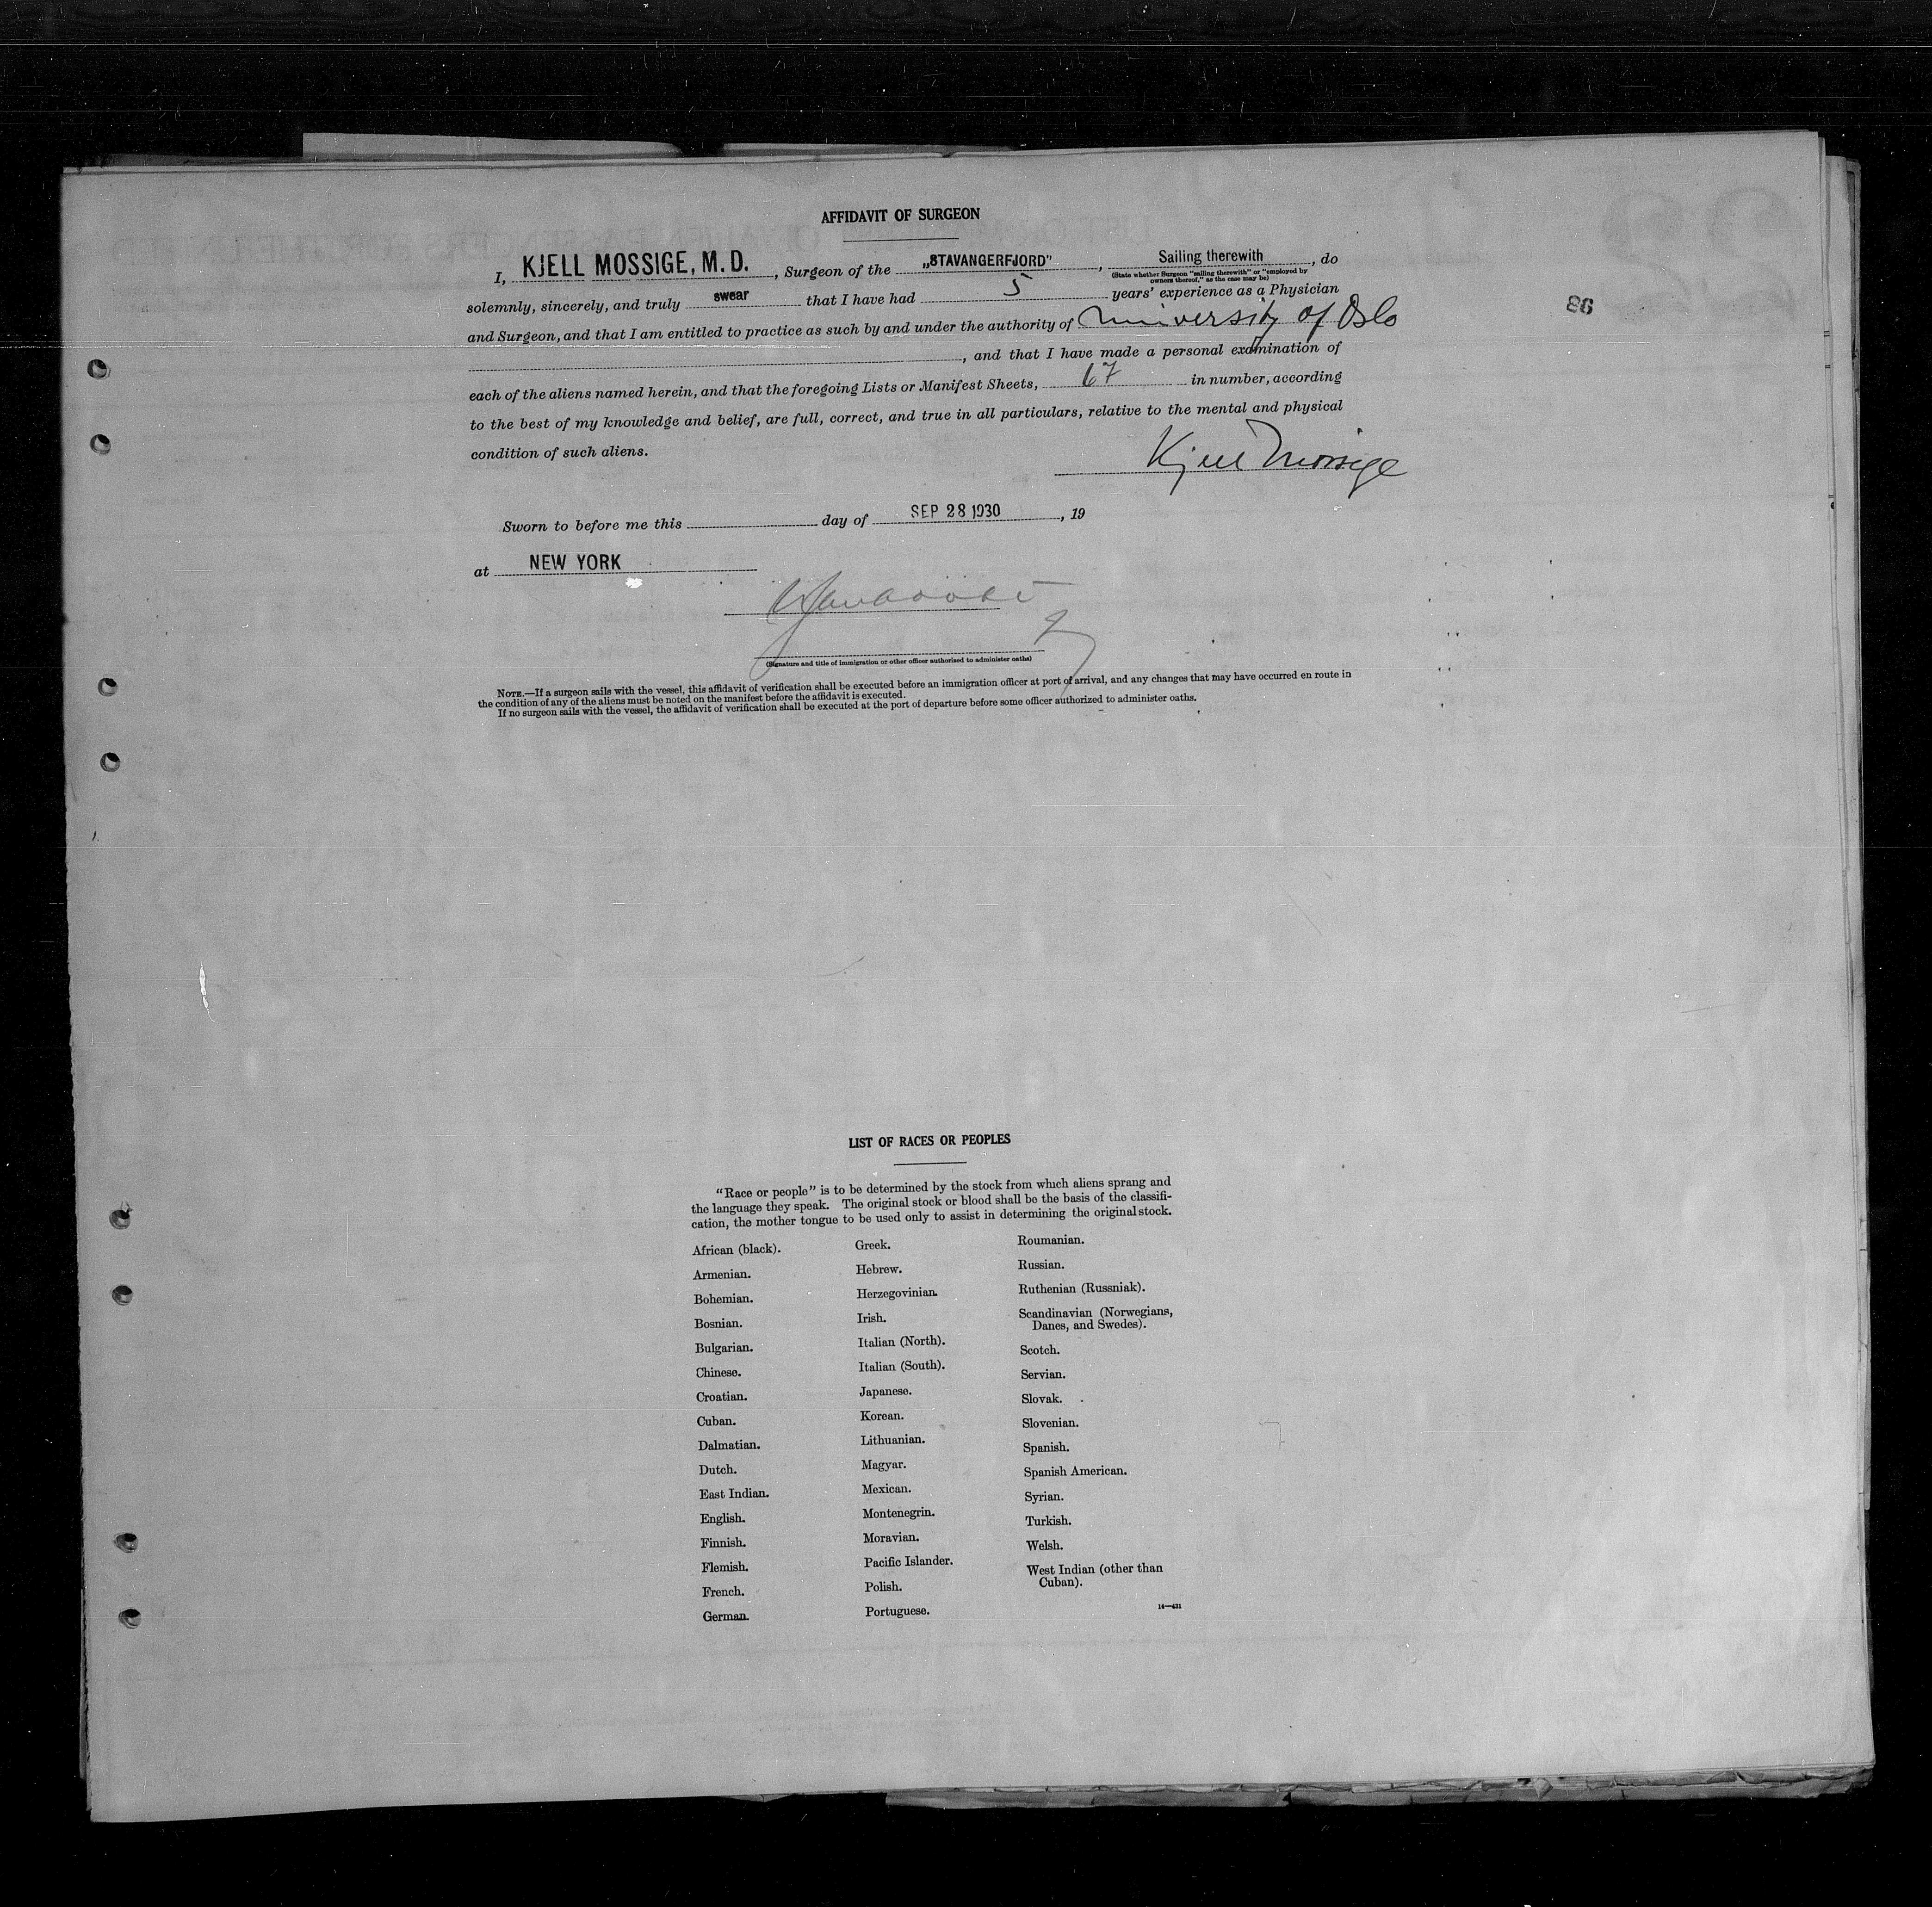 AFFIDAVIT OF SURGEON
I, KJELL MOSSIGE, M. D., Surgeon of the „STAVANGERFJORD", Sailing therewith, do
(State whether Surgeon "sailing therewith" or "employed by
owners thereof," as the case may be)
solemnly, sincerely, and truly swear that I have had 5 years' experience as a Physician
and Surgeon, and that I am entitled to practice as such by and under the authority of University of Oslo
, and that I have made a personal examination of
each of the aliens named herein, and that the foregoing Lists or Manifest Sheets, 67 in number, according
to the best of my knowledge and belief, are full, correct, and true in all particulars, relative to the mental and physical
condition of such aliens.
Kjell Mossige
Sworn to before me this day of SEP 28 1930, 19
at NEW YORK
(Signature and title of immigration or other officer authorized to administer oaths)
NOTE.—If a surgeon sails with the vessel, this affidavit of verification shall be executed before an immigration officer at port of arrival, and any changes that may have occurred en route in
the condition of any of the aliens must be noted on the manifest before the affidavit is executed.
If no surgeon sails with the vessel, the affidavit of verification shall be executed at the port of departure before some officer authorized to administer oaths.
LIST OF RACES OR PEOPLES
"Race or people" is to be determined by the stock from which aliens sprang and
the language they speak. The original stock or blood shall be the basis of the classifi-
cation, the mother tongue to be used only to assist in determining the original stock.
African (black).
Armenian.
Bohemian.
Bosnian.
Bulgarian.
Chinese.
Croatian.
Cuban.
Dalmatian.
Dutch.
East Indian.
English.
Finnish.
Flemish.
French.
German.
Greek.
Hebrew.
Herzegovinian.
Irish.
Italian (North).
Italian (South).
Japanese.
Korean.
Lithuanian.
Magyar.
Mexican.
Montenegrin.
Moravian.
Pacific Islander.
Polish.
Portuguese.
Roumanian.
Russian.
Ruthenian (Russniak).
Scandinavian (Norwegians,
Danes, and Swedes).
Scotch.
Servian.
Slovak.
Slovenian.
Spanish.
Spanish American.
Syrian.
Turkish.
Welsh.
West Indian (other than
Cuban).
14—431